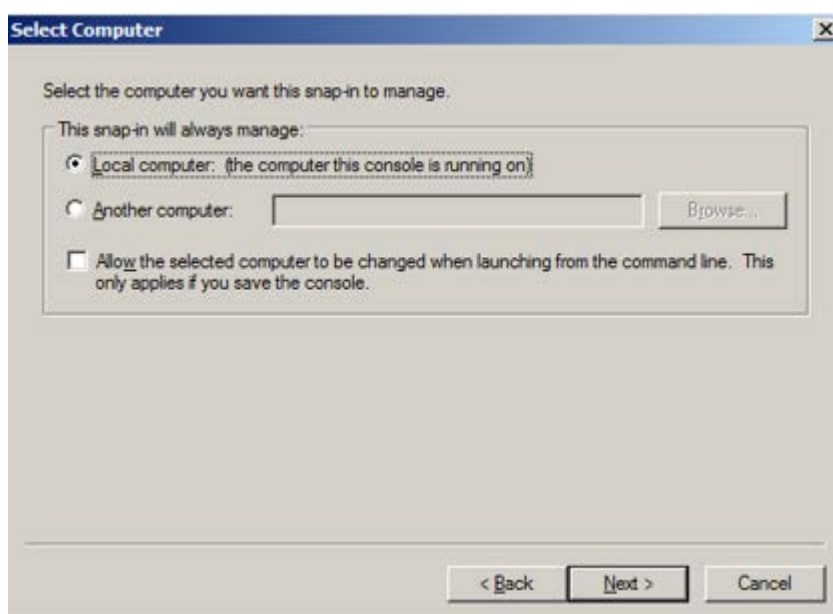 Select Computer
Select the computer you want this snap-in to manage.
This snap-in will always manage:
Local computer: (the computer this console is running on)
Another computer:
Browse...
Allow the selected computer to be changed when launching from the command line. This
only applies if you save the console.
< Back
Next >
Cancel